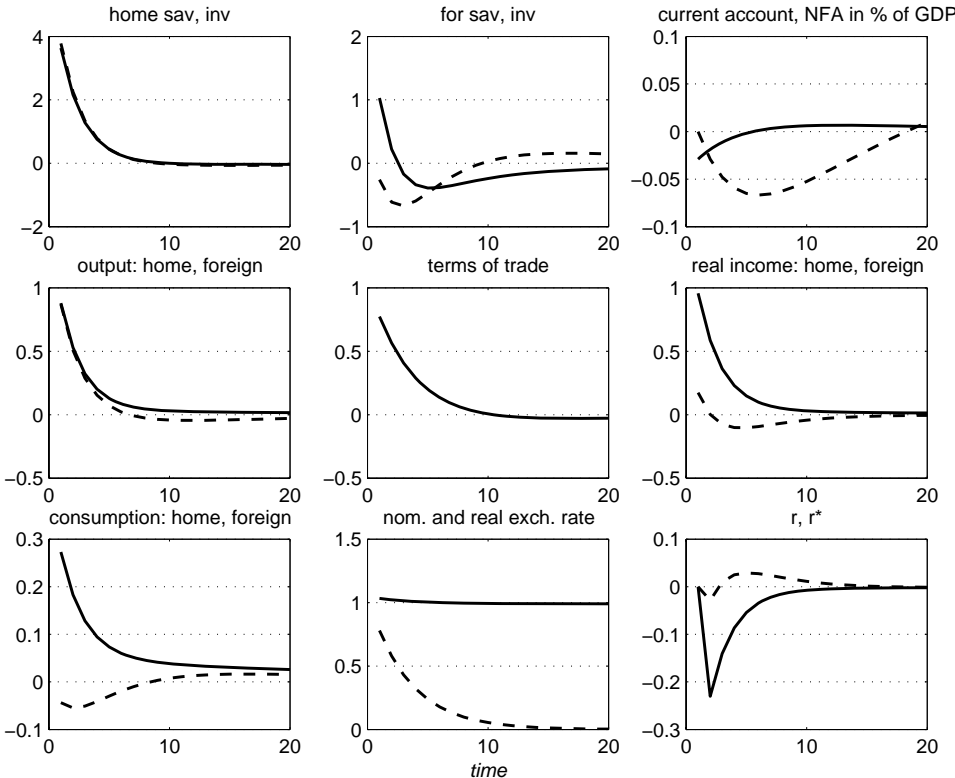 home sav, inv
for sav, inv
current account, NFA in % of GDP
4
2
0
−2
0 10 20
1
0
−1
0 10 20
0.1
0.05
0
−0.05
−0.1
0 10 20
output: home, foreign
terms of trade
real income: home, foreign
1
0.5
0
−0.5
0 10 20
1
0.5
0
−0.5
0 10 20
1
0.5
0
−0.5
0 10 20
consumption: home, foreign
nom. and real exch. rate
r, r*
0.3
0.2
0.1
0
−0.1
0 10 20
1.5
1
0.5
0
0 10 20
time
0.1
0
−0.1
−0.2
−0.3
0 10 20